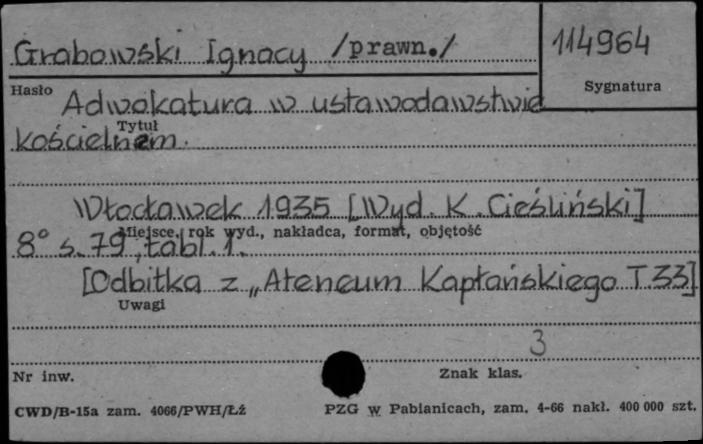 Grabowski Ignacy /prawn./
114964
Hasło
Sygnatura
Adwokatura w ustawodawstwie
Tytuł
kościelnem.
Włocławek 1935 [Wyd. K. Cieśliński]
Miejsce, rok wyd., nakładca, format, objętość
8° s. 79, tabl. 1.
[Odbitka z „Ateneum Kapłańskiego T. 33]
Uwagi
3
Nr inw.
Znak klas.
CWD/B-15a zam. 4066/PWH/Łź
PZG w Pabianicach, zam. 4-66 nakł. 400 000 szt.